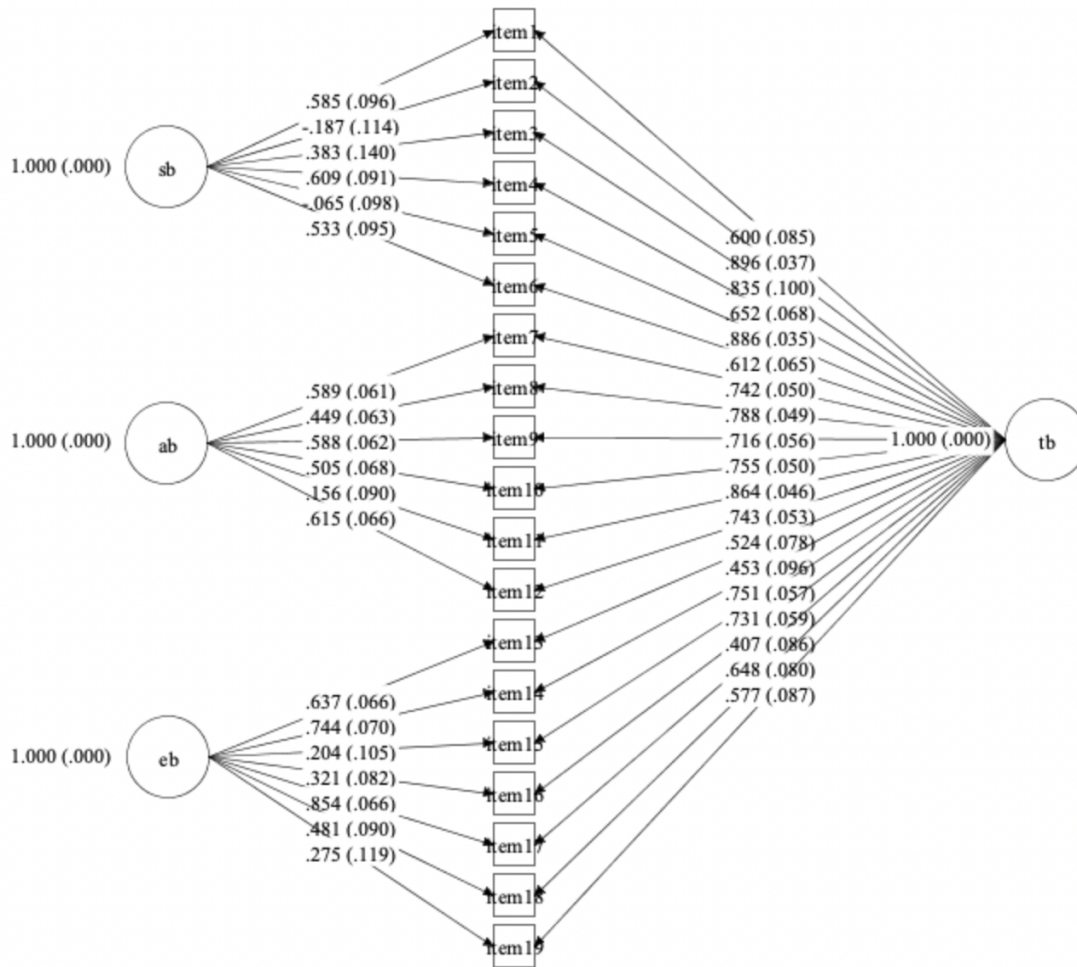 item1
item2
item3
item4
item5
item6
item7
item8
item9
item10
item11
item12
item13
item14
item15
item16
item17
item18
item19
1.000 (.000)
sb
.585 (.096)
-.187 (.114)
.383 (.140)
.609 (.091)
-.065 (.098)
.533 (.095)
1.000 (.000)
ab
.589 (.061)
.449 (.063)
.588 (.062)
.505 (.068)
.156 (.090)
.615 (.066)
1.000 (.000)
eb
.637 (.066)
.744 (.070)
.204 (.105)
.321 (.082)
.854 (.066)
.481 (.090)
.275 (.119)
.600 (.085)
.896 (.037)
.835 (.100)
.652 (.068)
.886 (.035)
.612 (.065)
.742 (.050)
.788 (.049)
.716 (.056)
.755 (.050)
.864 (.046)
.743 (.053)
.524 (.078)
.453 (.096)
.751 (.057)
.731 (.059)
.407 (.086)
.648 (.080)
.577 (.087)
1.000 (.000)
tb